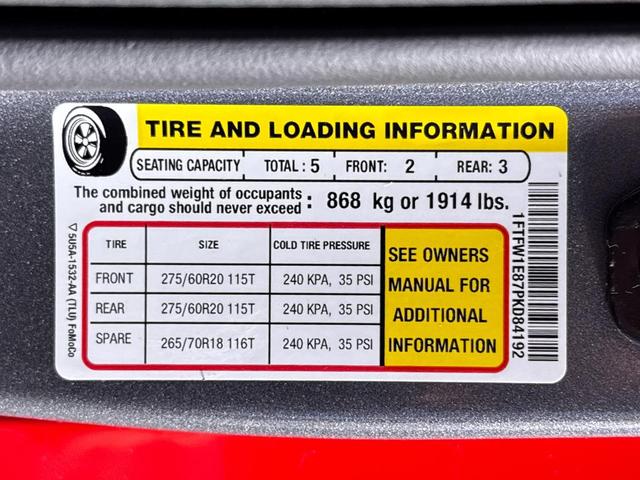 TIRE AND LOADING INFORMATION
SEATING CAPACITY TOTAL : 5 FRONT: 2 REAR: 3
The combined weight of occupants
and cargo should never exceed : 868 kg or 1914 lbs.
TIRE SIZE COLD TIRE PRESSURE
FRONT 275/60R20 115T 240 KPA, 35 PSI
REAR 275/60R20 115T 240 KPA, 35 PSI
SPARE 265/70R18 116T 240 KPA, 35 PSI
SEE OWNERS
MANUAL FOR
ADDITIONAL
INFORMATION
5U5A-1532-AA (TLU) FoMoCo
1FTFW1E87PKD84192